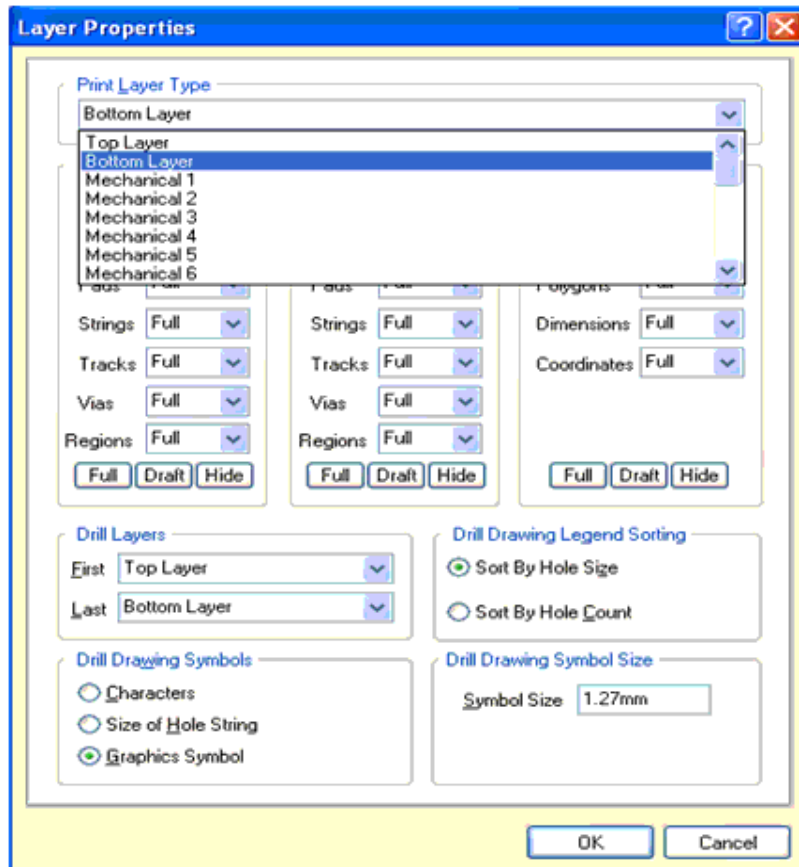 Layer Properties
Print Layer Type
Bottom Layer
Top Layer
Bottom Layer
Mechanical 1
Mechanical 2
Mechanical 3
Mechanical 4
Mechanical 5
Mechanical 6
Strings Full
Tracks Full
Vias Full
Regions Full
Full Draft Hide
Strings Full
Tracks Full
Vias Full
Regions Full
Full Draft Hide
Polygons
Dimensions Full
Coordinates Full
Full Draft Hide
Drill Layers
First Top Layer
Last Bottom Layer
Drill Drawing Legend Sorting
Sort By Hole Size
Sort By Hole Count
Drill Drawing Symbols
Characters
Size of Hole String
Graphics Symbol
Drill Drawing Symbol Size
Symbol Size 1.27mm
OK Cancel